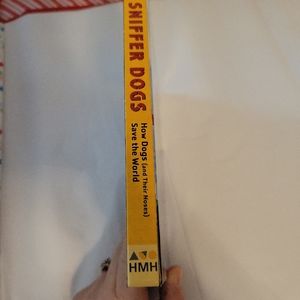 SNIFFER DOGS
How Dogs (and Their Noses)
Save the World
HMH